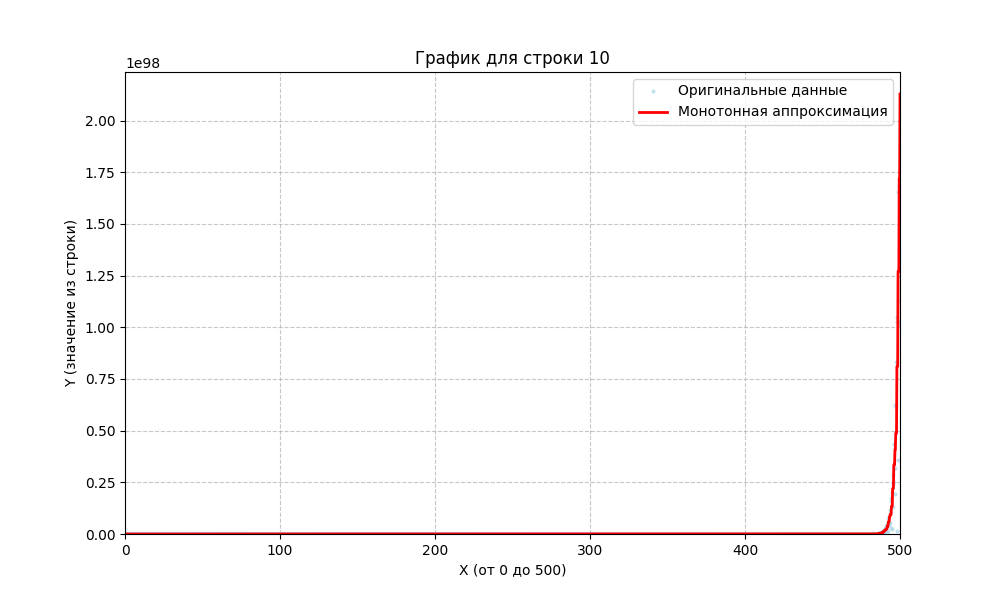 График для строки 10
1e98
Оригинальные данные
Монотонная аппроксимация
2.00
1.75
1.50
1.25
1.00
0.75
0.50
0.25
0.00
Y (значение из строки)
0 100 200 300 400 500
X (от 0 до 500)